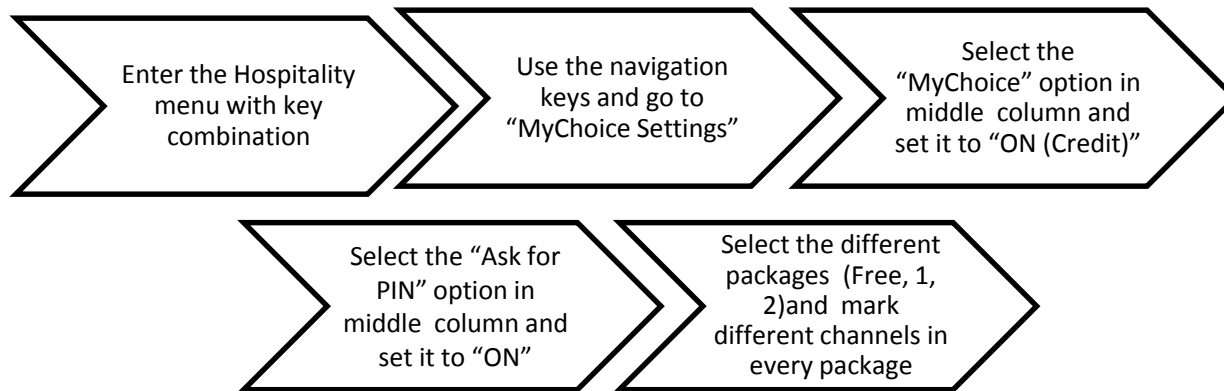 Enter the Hospitality
menu with key
combination
Use the navigation
keys and go to
“MyChoice Settings”
Select the
“MyChoice” option in
middle  column and
set it to “ON (Credit)”
Select the “Ask for
PIN” option in
middle  column and
set it to “ON”
Select the different
packages  (Free, 1,
2)and  mark
different channels in
every package